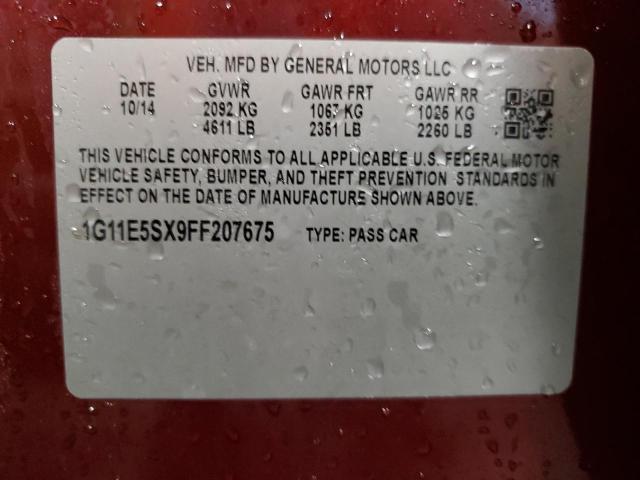 VEH. MFD BY GENERAL MOTORS LLC
DATE GVWR GAWR FRT GAWR RR
10/14 2092 KG 1067 KG 1025 KG
4611 LB 2351 LB 2260 LB
THIS VEHICLE CONFORMS TO ALL APPLICABLE U.S. FEDERAL MOTOR
VEHICLE SAFETY, BUMPER, AND THEFT PREVENTION STANDARDS IN
EFFECT ON THE DATE OF MANUFACTURE SHOWN ABOVE.
1G11E5SX9FF207675 TYPE: PASS CAR